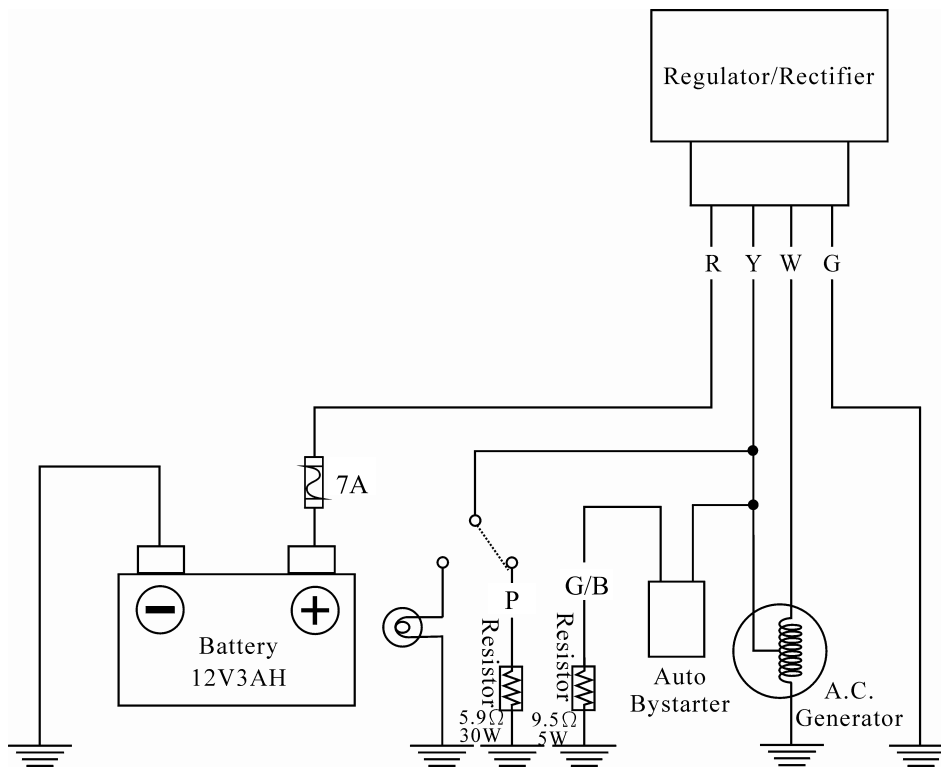 Regulator/Rectifier
R Y W G
7A
Battery
12V3AH
P
Resistor
5.9Ω
30W
G/B
Resistor
9.5Ω
5W
Auto
Bystarter
A.C.
Generator